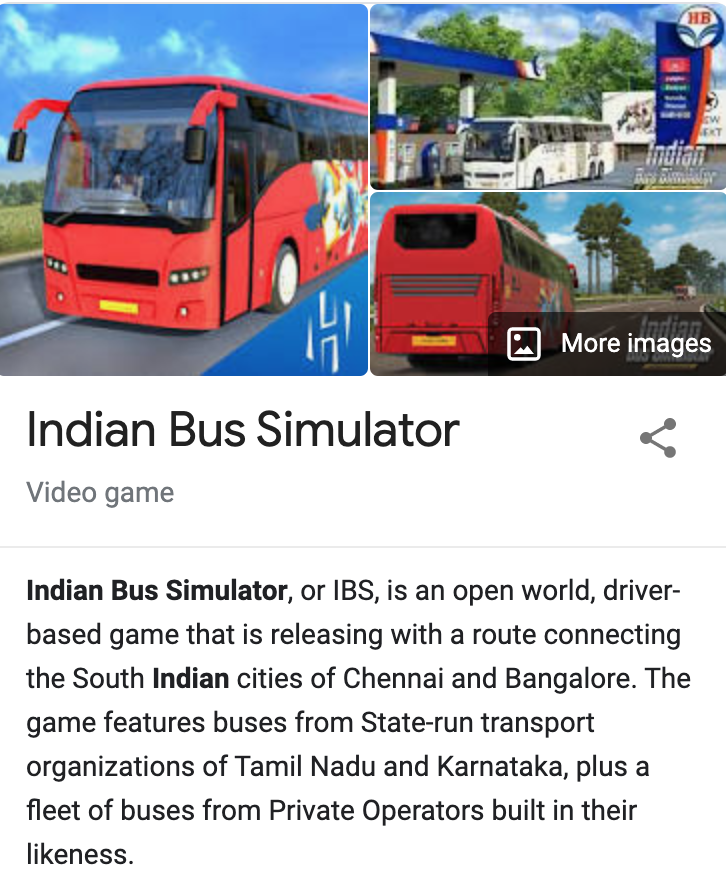 HB
Indian
Bus Simulator
More images
Indian Bus Simulator
Video game
Indian Bus Simulator, or IBS, is an open world, driver-
based game that is releasing with a route connecting
the South Indian cities of Chennai and Bangalore. The
game features buses from State-run transport
organizations of Tamil Nadu and Karnataka, plus a
fleet of buses from Private Operators built in their
likeness.